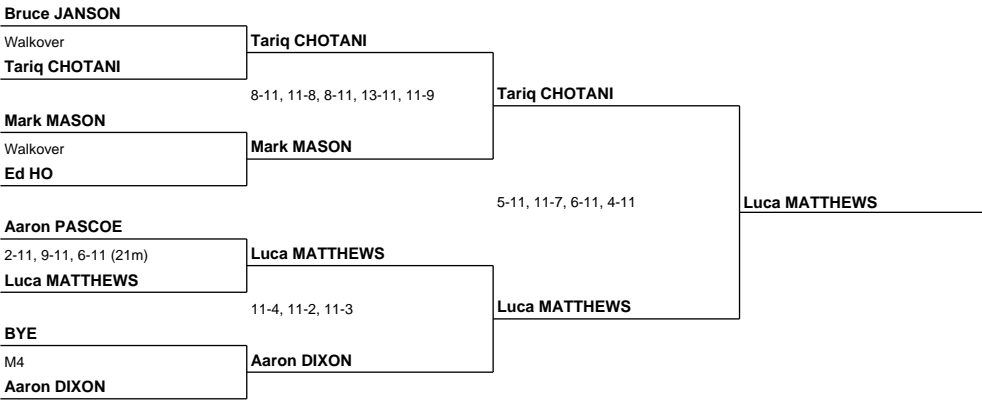 Bruce JANSON
Walkover
Tariq CHOTANI
Tariq CHOTANI
8-11, 11-8, 8-11, 13-11, 11-9
Mark MASON
Walkover
Ed HO
Mark MASON
Tariq CHOTANI
5-11, 11-7, 6-11, 4-11
Luca MATTHEWS
Aaron PASCOE
2-11, 9-11, 6-11 (21m)
Luca MATTHEWS
Luca MATTHEWS
11-4, 11-2, 11-3
Luca MATTHEWS
BYE
M4
Aaron DIXON
Aaron DIXON